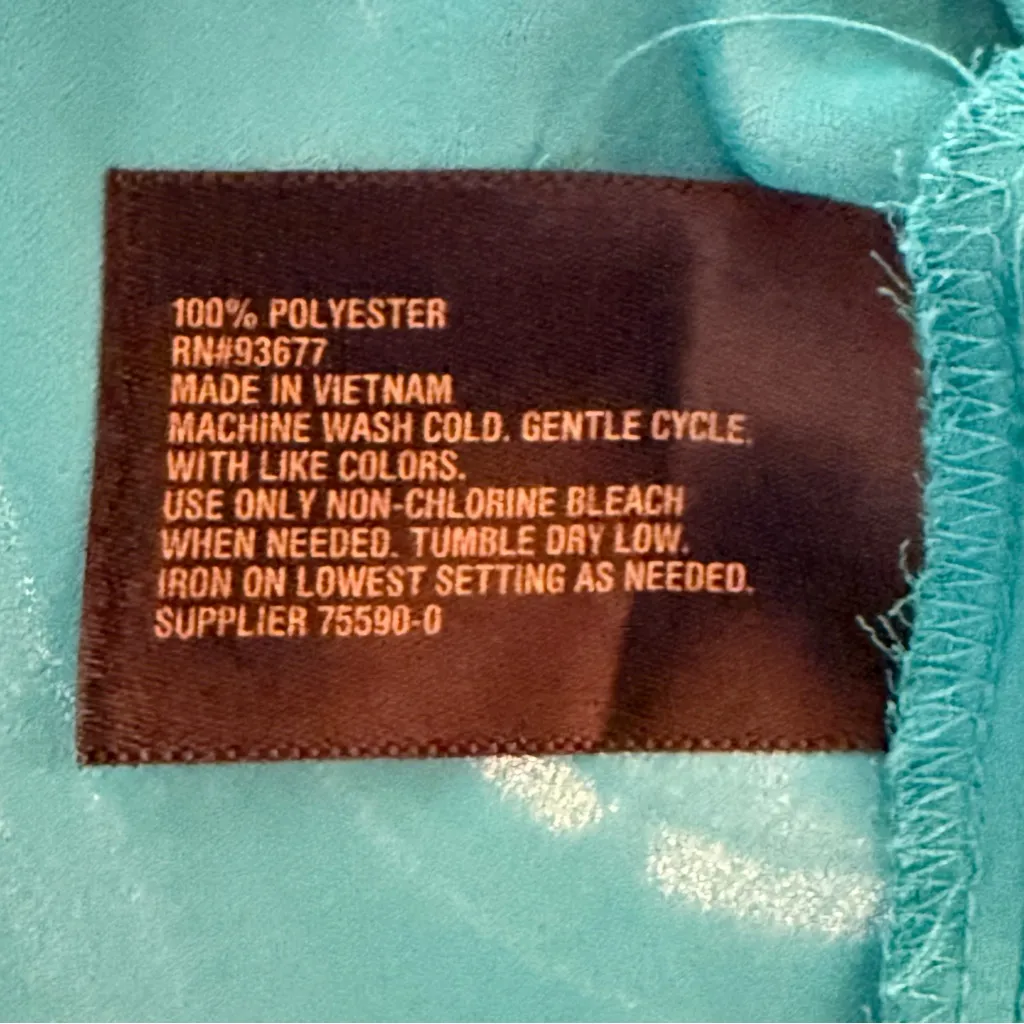 100% POLYESTER
RN#93677
MADE IN VIETNAM
MACHINE WASH COLD. GENTLE CYCLE.
WITH LIKE COLORS.
USE ONLY NON-CHLORINE BLEACH
WHEN NEEDED. TUMBLE DRY LOW.
IRON ON LOWEST SETTING AS NEEDED.
SUPPLIER 75590-0